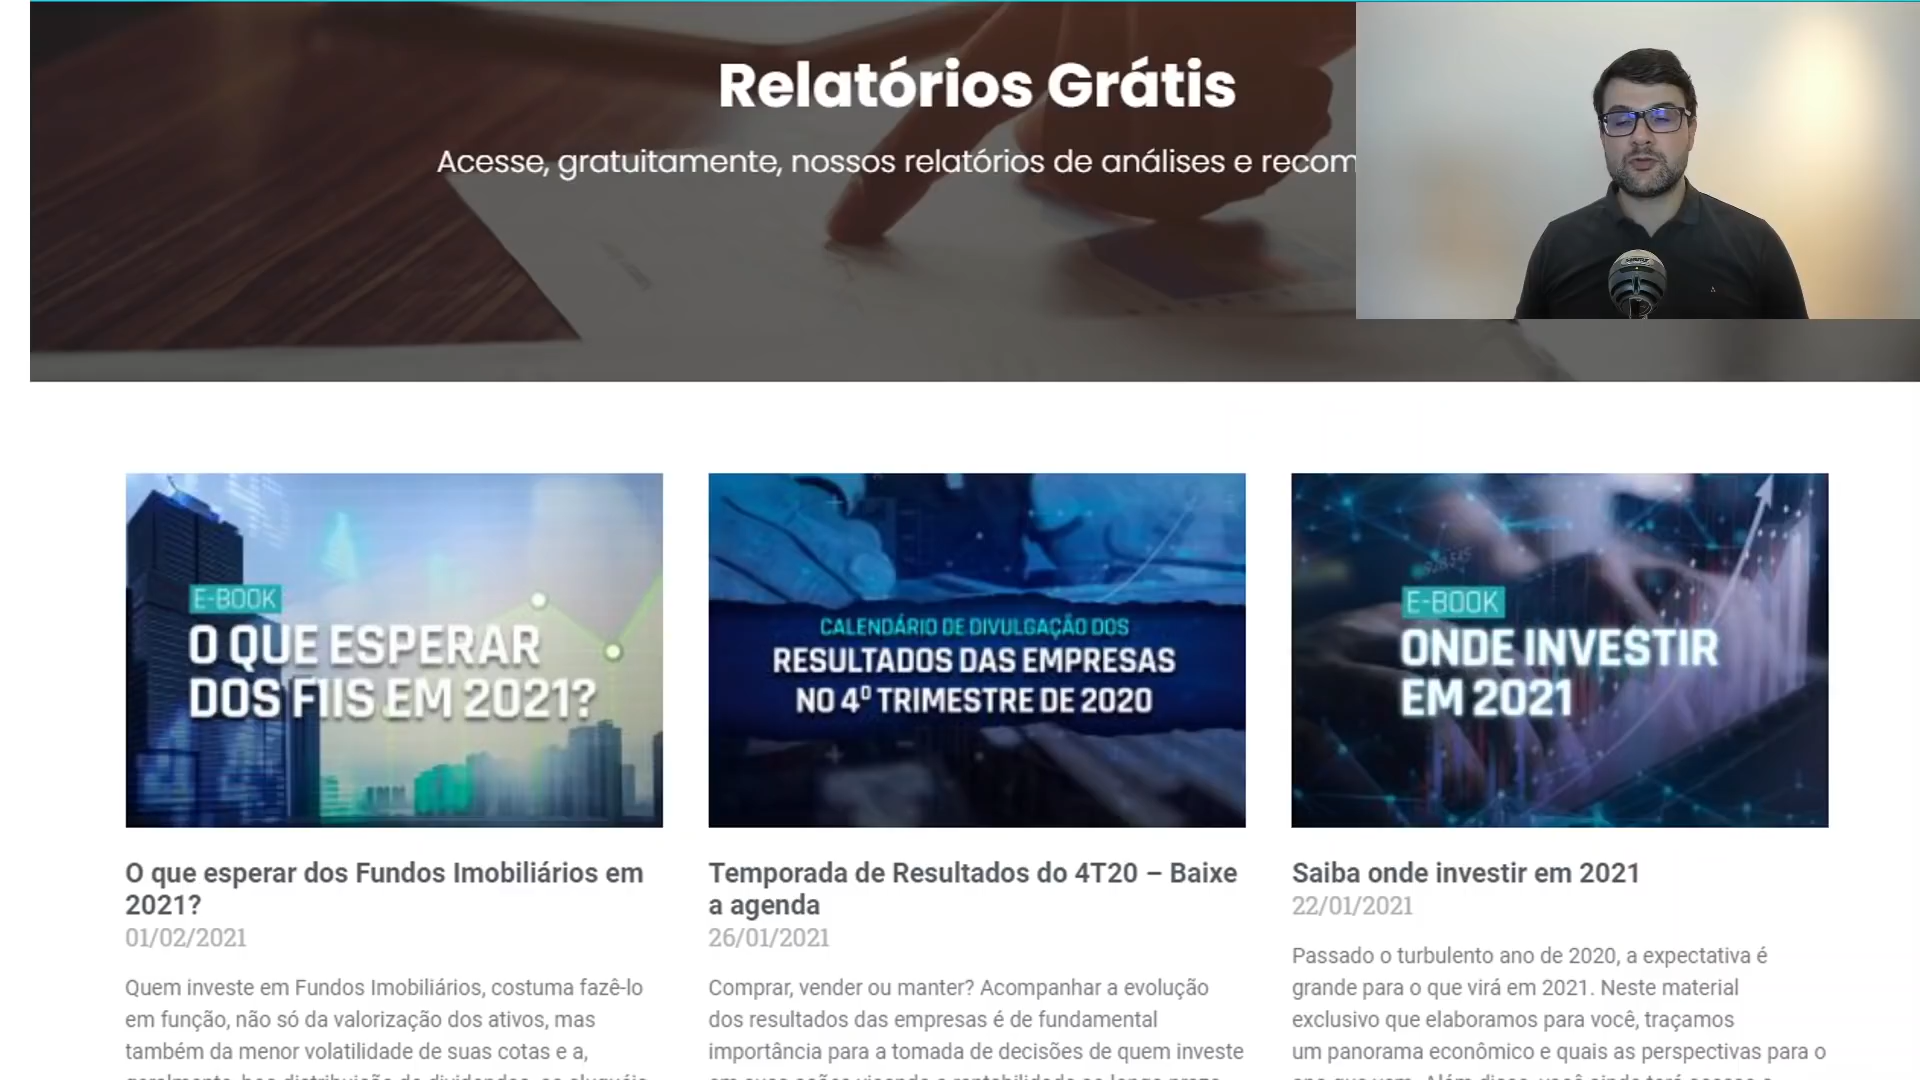 Relatórios Grátis
Acesse, gratuitamente, nossos relatórios de análises e recom
E-BOOK
O QUE ESPERAR
DOS FIIS EM 2021?
CALENDÁRIO DE DIVULGAÇÃO DOS
RESULTADOS DAS EMPRESAS
NO 4º TRIMESTRE DE 2020
E-BOOK
ONDE INVESTIR
EM 2021
O que esperar dos Fundos Imobiliários em
2021?
01/02/2021
Quem investe em Fundos Imobiliários, costuma fazê-lo
em função, não só da valorização dos ativos, mas
também da menor volatilidade de suas cotas e a,
Temporada de Resultados do 4T20 – Baixe
a agenda
26/01/2021
Comprar, vender ou manter? Acompanhar a evolução
dos resultados das empresas é de fundamental
importância para a tomada de decisões de quem investe
Saiba onde investir em 2021
22/01/2021
Passado o turbulento ano de 2020, a expectativa é
grande para o que virá em 2021. Neste material
exclusivo que elaboramos para você, traçamos
um panorama econômico e quais as perspectivas para o